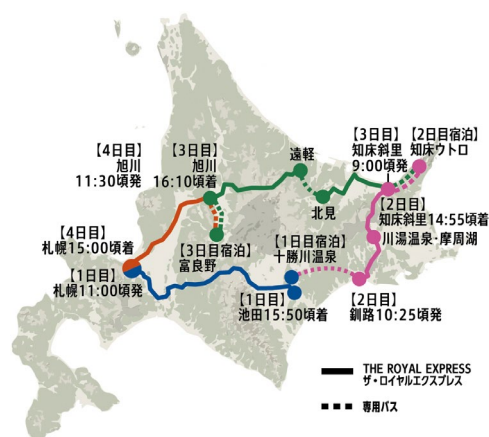 【4日目】
旭川
11:30頃発
【3日目】
旭川
16:10頃着
遠軽
【3日目】
知床斜里
9:00頃発
【2日目宿泊】
知床ウトロ
北見
【2日目】
知床斜里14:55頃着
川湯温泉・摩周湖
【4日目】
札幌15:00頃着
【1日目】
札幌11:00頃発
【3日目宿泊】
富良野
【1日目宿泊】
十勝川温泉
【1日目】
池田15:50頃着
【2日目】
釧路10:25頃発
THE ROYAL EXPRESS
ザ・ロイヤルエクスプレス
専用バス